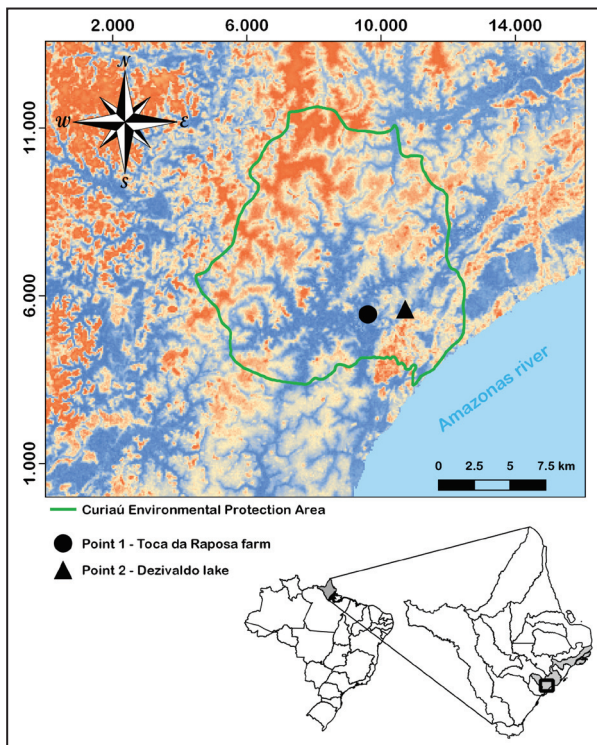 2.000 6.000 10.000 14.000
N
W E
S
11.000
6.000
1.000
Amazonas river
0 2.5 5 7.5 km
Curiaú Environmental Protection Area
Point 1 - Toca da Raposa farm
Point 2 - Dezivaldo lake